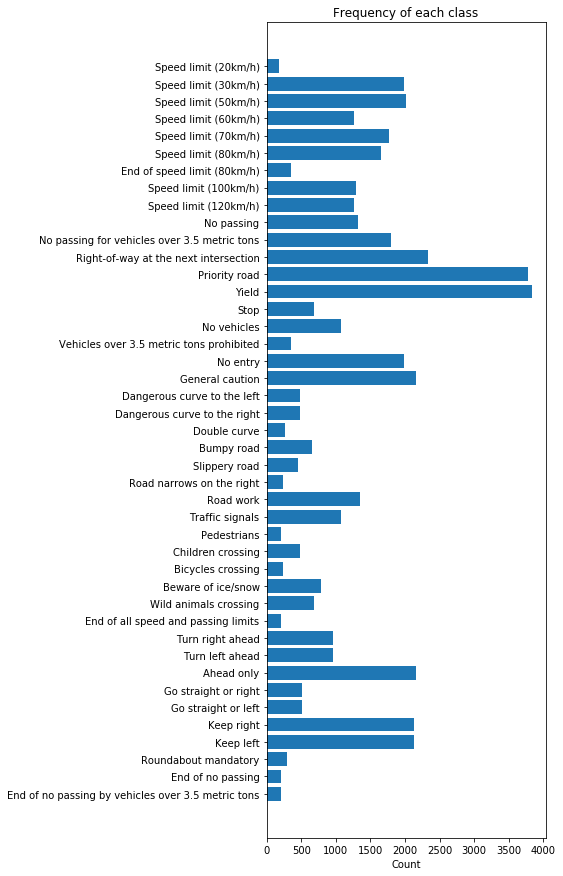 Frequency of each class
Speed limit (20km/h)
Speed limit (30km/h)
Speed limit (50km/h)
Speed limit (60km/h)
Speed limit (70km/h)
Speed limit (80km/h)
End of speed limit (80km/h)
Speed limit (100km/h)
Speed limit (120km/h)
No passing
No passing for vehicles over 3.5 metric tons
Right-of-way at the next intersection
Priority road
Yield
Stop
No vehicles
Vehicles over 3.5 metric tons prohibited
No entry
General caution
Dangerous curve to the left
Dangerous curve to the right
Double curve
Bumpy road
Slippery road
Road narrows on the right
Road work
Traffic signals
Pedestrians
Children crossing
Bicycles crossing
Beware of ice/snow
Wild animals crossing
End of all speed and passing limits
Turn right ahead
Turn left ahead
Ahead only
Go straight or right
Go straight or left
Keep right
Keep left
Roundabout mandatory
End of no passing
End of no passing by vehicles over 3.5 metric tons
0 500 1000 1500 2000 2500 3000 3500 4000
Count